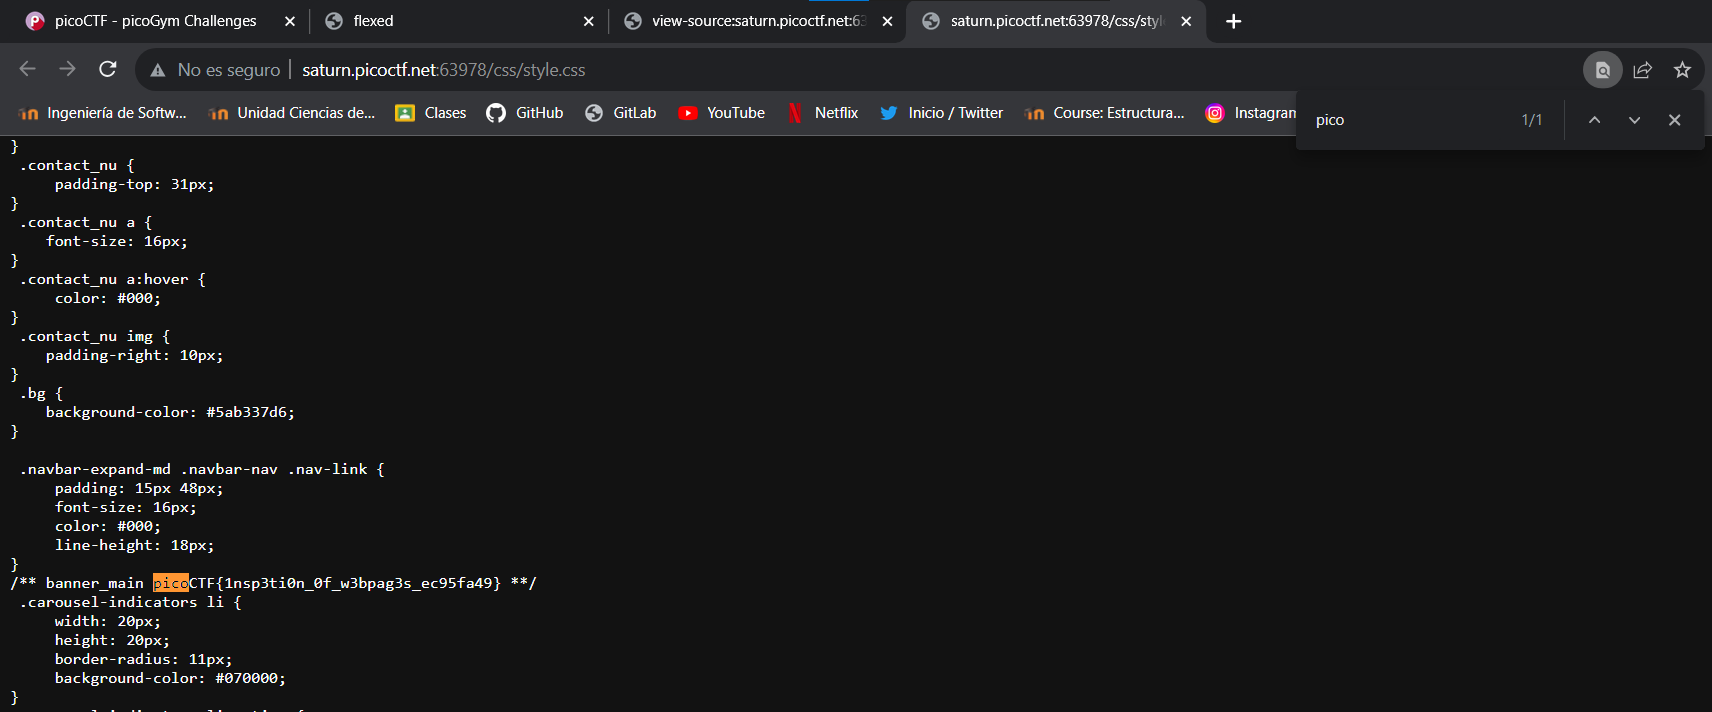 picoCTF - picoGym Challenges
flexed
view-source:saturn.picoctf.net:63
saturn.picoctf.net:63978/css/styl
No es seguro
saturn.picoctf.net:63978/css/style.css
Ingeniería de Softw...
Unidad Ciencias de...
Clases
GitHub
GitLab
YouTube
Netflix
Inicio / Twitter
Course: Estructura...
Instagram
pico
1/1
}
.contact_nu {
padding-top: 31px;
}
.contact_nu a {
font-size: 16px;
}
.contact_nu a:hover {
color: #000;
}
.contact_nu img {
padding-right: 10px;
}
.bg {
background-color: #5ab337d6;
}
.navbar-expand-md .navbar-nav .nav-link {
padding: 15px 48px;
font-size: 16px;
color: #000;
line-height: 18px;
}
/** banner_main picoCTF{1nsp3ti0n_0f_w3bpag3s_ec95fa49} **/
.carousel-indicators li {
width: 20px;
height: 20px;
border-radius: 11px;
background-color: #070000;
}